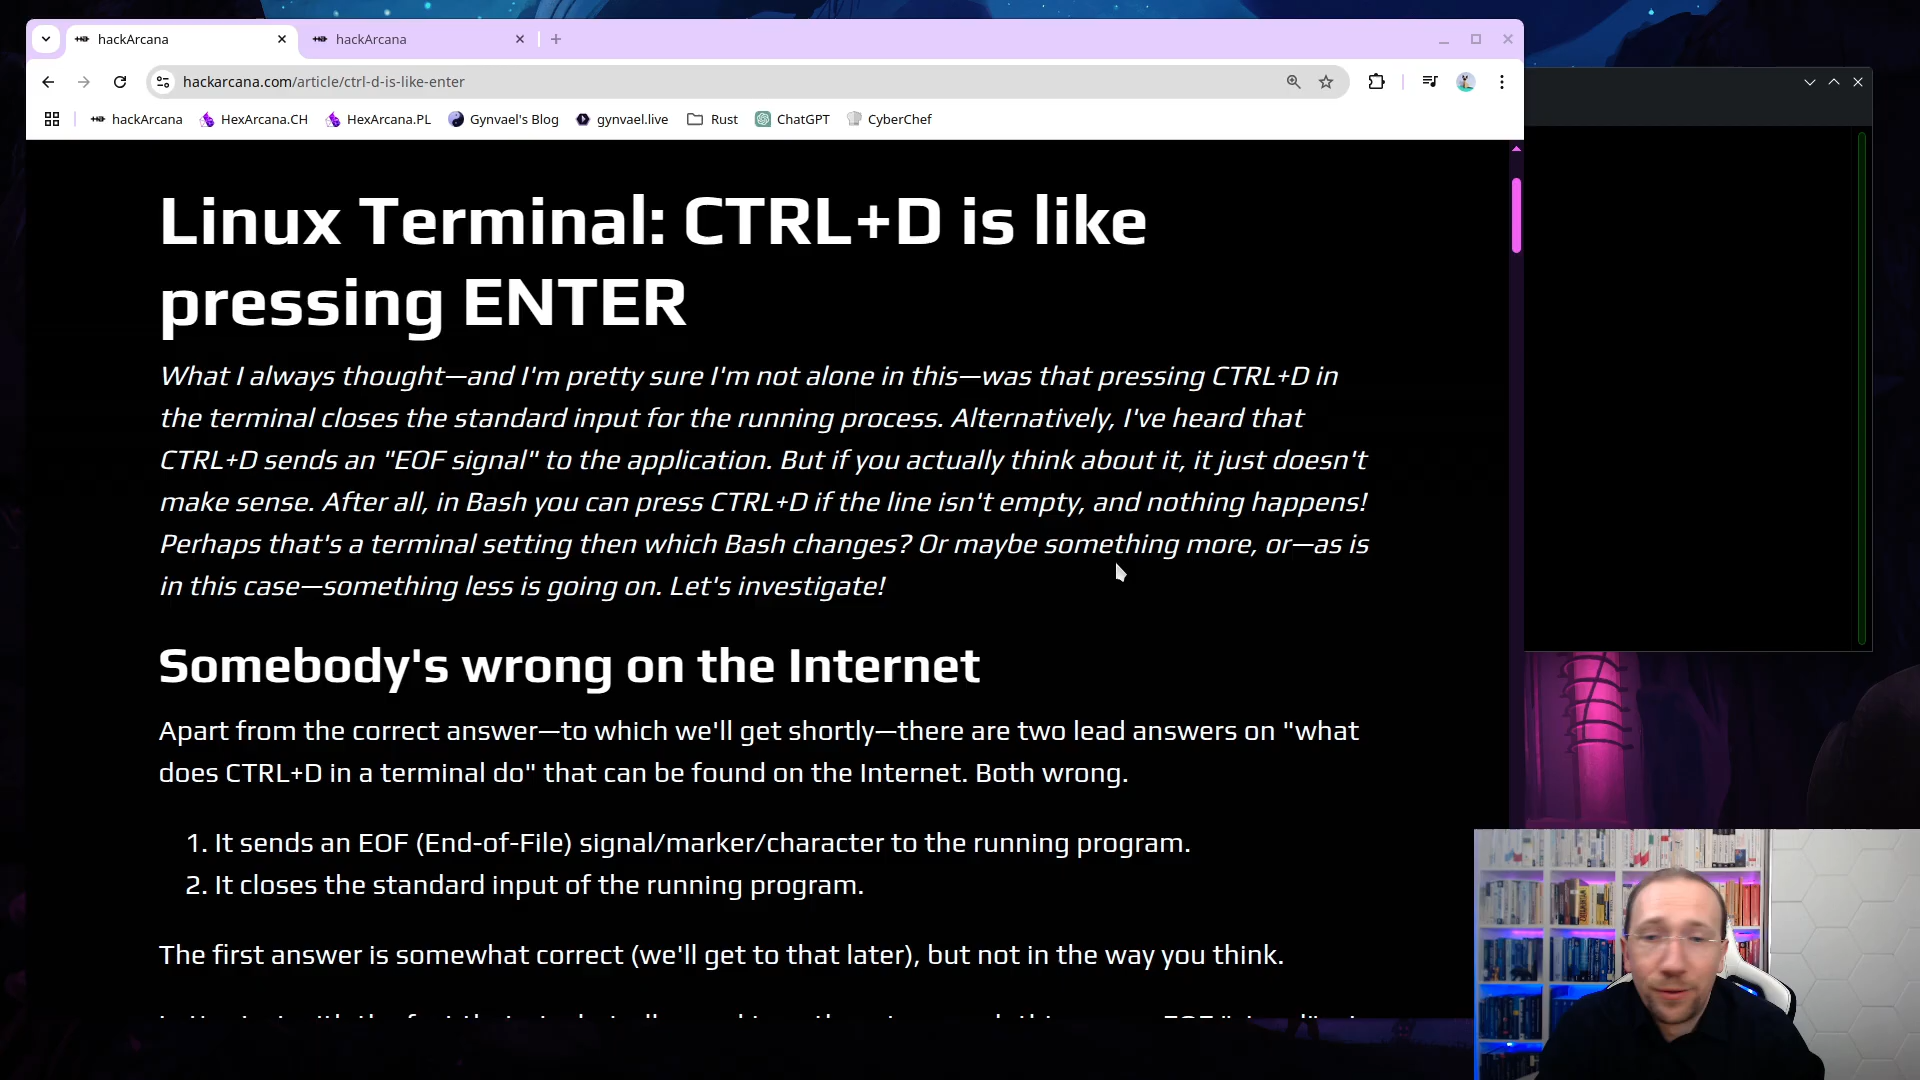 hackArcana
hackArcana
hackarcana.com/article/ctrl-d-is-like-enter
hackArcana
HexArcana.CH
HexArcana.PL
Gynvael's Blog
gynvael.live
Rust
ChatGPT
CyberChef
Linux Terminal: CTRL+D is like
pressing ENTER
What I always thought—and I'm pretty sure I'm not alone in this—was that pressing CTRL+D in
the terminal closes the standard input for the running process. Alternatively, I've heard that
CTRL+D sends an "EOF signal" to the application. But if you actually think about it, it just doesn't
make sense. After all, in Bash you can press CTRL+D if the line isn't empty, and nothing happens!
Perhaps that's a terminal setting then which Bash changes? Or maybe something more, or—as is
in this case—something less is going on. Let's investigate!
Somebody's wrong on the Internet
Apart from the correct answer—to which we'll get shortly—there are two lead answers on "what
does CTRL+D in a terminal do" that can be found on the Internet. Both wrong.
1. It sends an EOF (End-of-File) signal/marker/character to the running program.
2. It closes the standard input of the running program.
The first answer is somewhat correct (we'll get to that later), but not in the way you think.